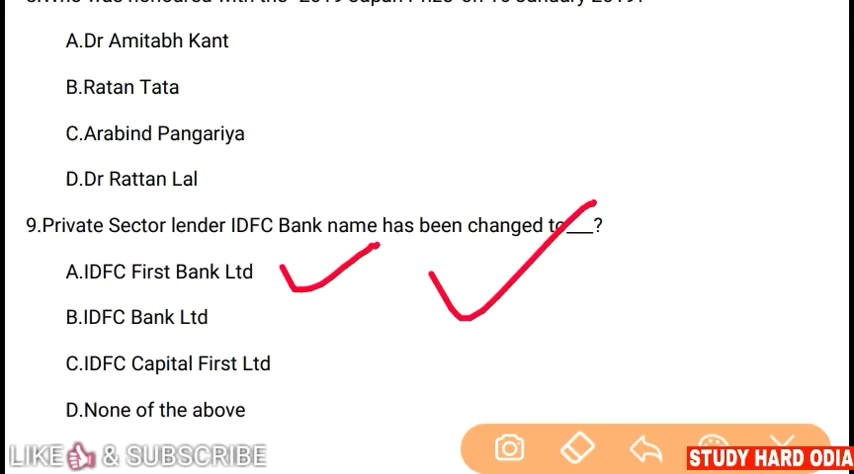 A.Dr Amitabh Kant
B.Ratan Tata
C.Arabind Pangariya
D.Dr Rattan Lal
9.Private Sector lender IDFC Bank name has been changed to___?
A.IDFC First Bank Ltd
B.IDFC Bank Ltd
C.IDFC Capital First Ltd
D.None of the above
LIKE & SUBSCRIBE
STUDY HARD ODIA